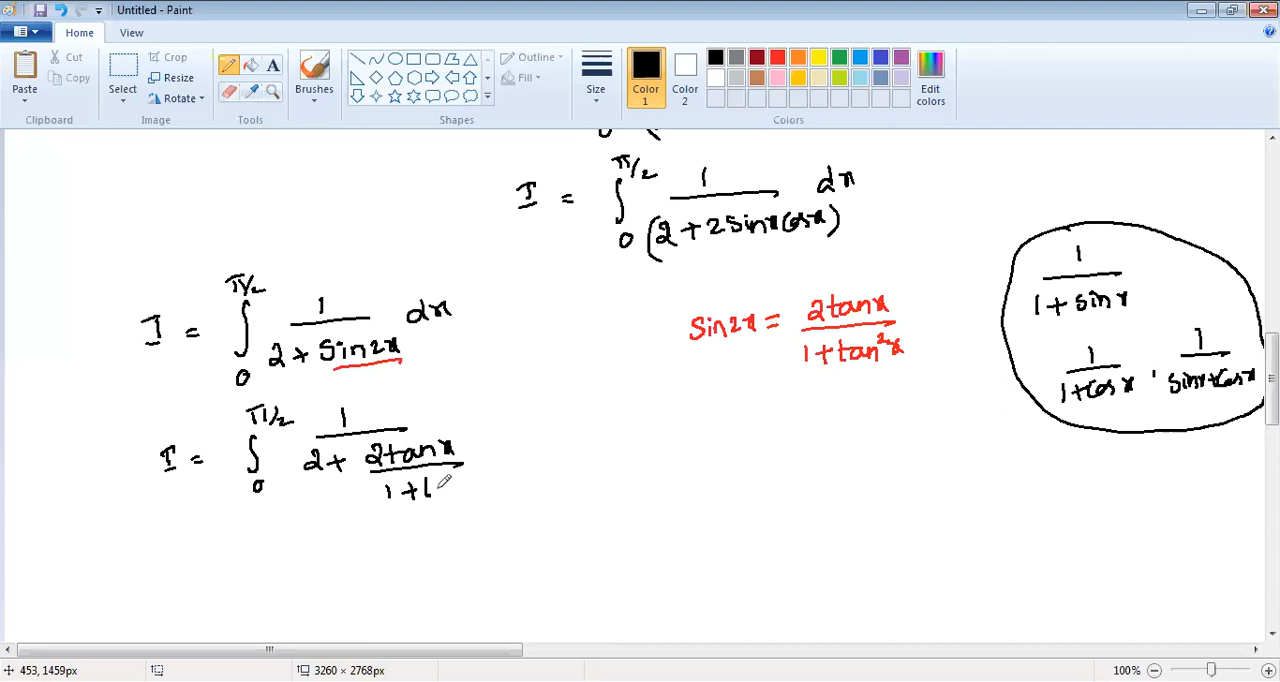 Untitled - Paint
Home View
Paste
Cut
Copy
Clipboard
Select
Crop
Resize
Rotate
Image
Tools
Brushes
Shapes
Outline
Fill
Size
Color 1
Color 2
Colors
Edit colors
I = ∫₀^(π/2) 1/(2 + 2sinx cosx) dx
I = ∫₀^(π/2) 1/(2 + sin2x) dx
sin2x = 2tanx/(1 + tan²x)
1/(1 + sinx)
1/(1 + cosx) , 1/(sinx + cosx)
I = ∫₀^(π/2) 1/(2 + 2tanx/(1 + t
453, 1459px
3260 × 2768px
100%